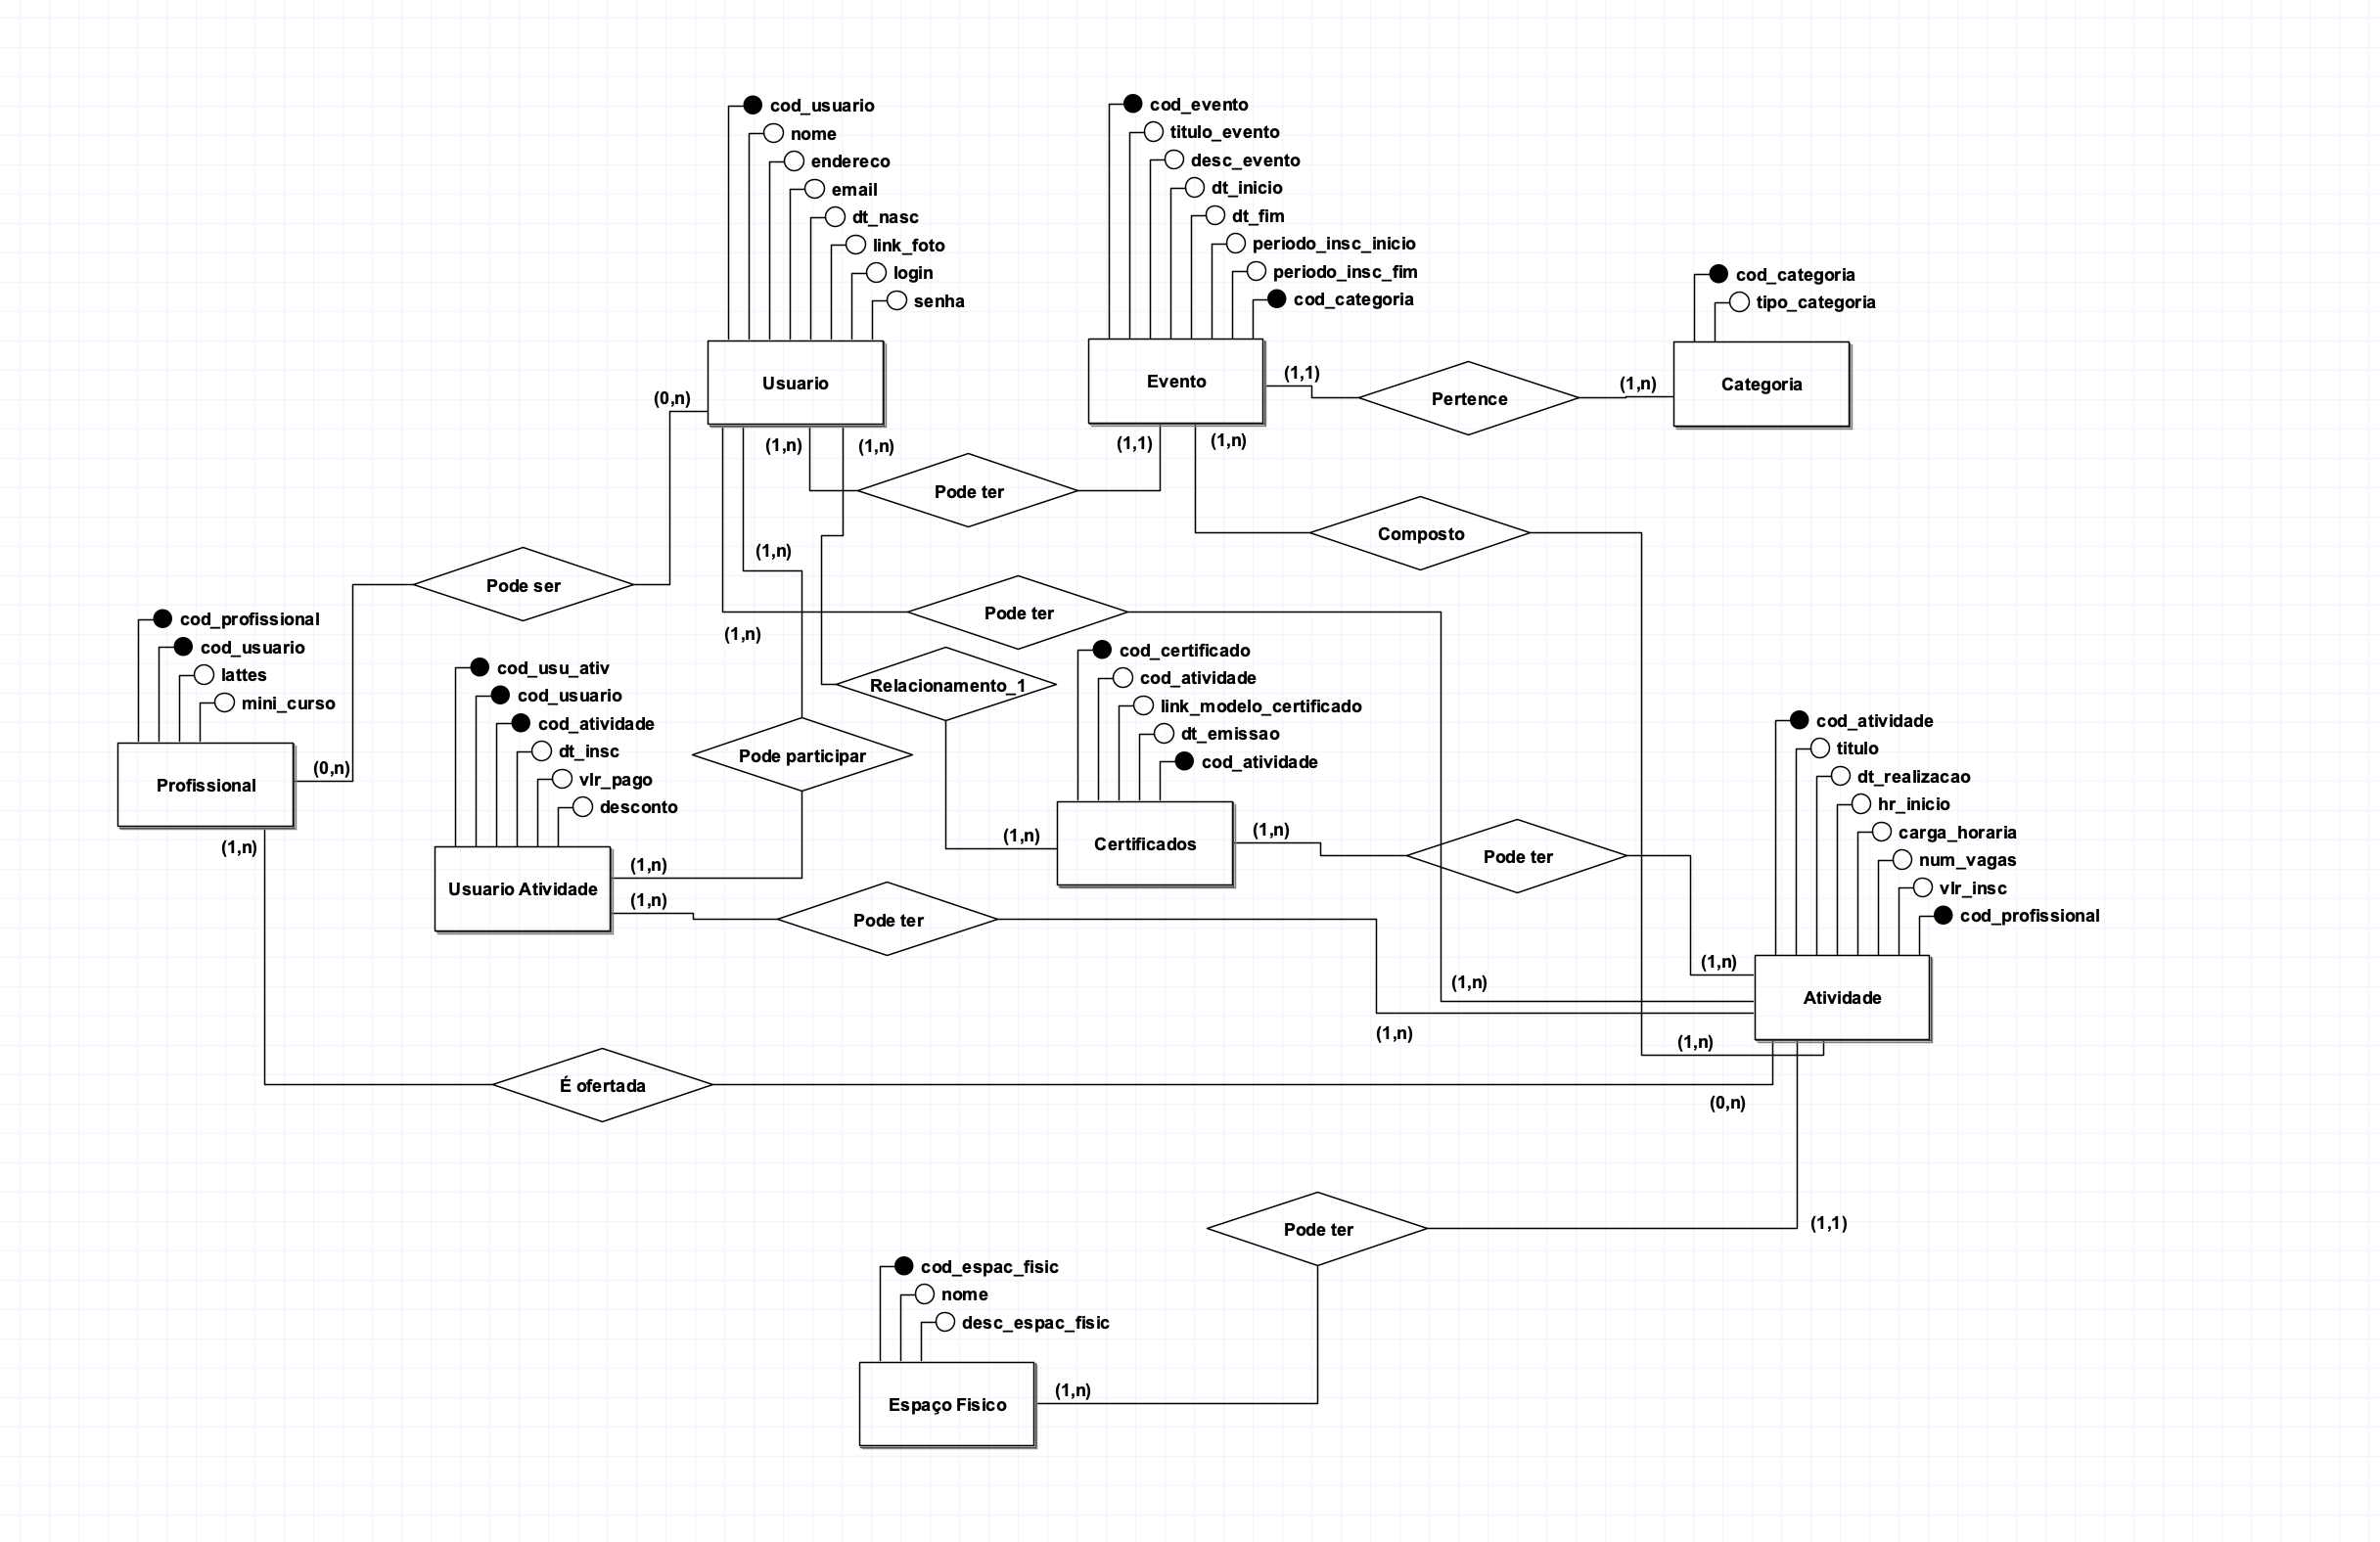 cod_usuario
nome
endereco
email
dt_nasc
link_foto
login
senha
Usuario
cod_evento
titulo_evento
desc_evento
dt_inicio
dt_fim
periodo_insc_inicio
periodo_insc_fim
cod_categoria
Evento
cod_categoria
tipo_categoria
Categoria
(1,1)
Pertence
(1,n)
(0,n)
(1,n)
(1,n)
(1,1)
(1,n)
Pode ter
Composto
(1,n)
Pode ser
Pode ter
(1,n)
cod_profissional
cod_usuario
lattes
mini_curso
Profissional
(0,n)
(1,n)
cod_usu_ativ
cod_usuario
cod_atividade
dt_insc
vlr_pago
desconto
Usuario Atividade
(1,n)
(1,n)
Relacionamento_1
Pode participar
cod_certificado
cod_atividade
link_modelo_certificado
dt_emissao
cod_atividade
Certificados
(1,n)
(1,n)
Pode ter
Pode ter
cod_atividade
titulo
dt_realizacao
hr_inicio
carga_horaria
num_vagas
vlr_insc
cod_profissional
Atividade
(1,n)
(1,n)
(1,n)
(1,n)
É ofertada
(0,n)
Pode ter
(1,1)
cod_espac_fisic
nome
desc_espac_fisic
Espaço Fisico
(1,n)